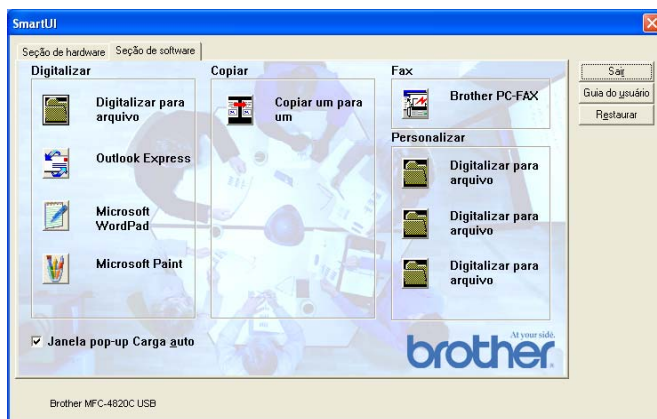 SmartUI
Seção de hardware
Seção de software
Digitalizar
Digitalizar para
arquivo
Outlook Express
Microsoft
WordPad
Microsoft Paint
Copiar
Copiar um para
um
Fax
Brother PC-FAX
Personalizar
Digitalizar para
arquivo
Digitalizar para
arquivo
Digitalizar para
arquivo
Sair
Guia do usuário
Restaurar
Janela pop-up Carga auto
At your side.
brother
Brother MFC-4820C USB